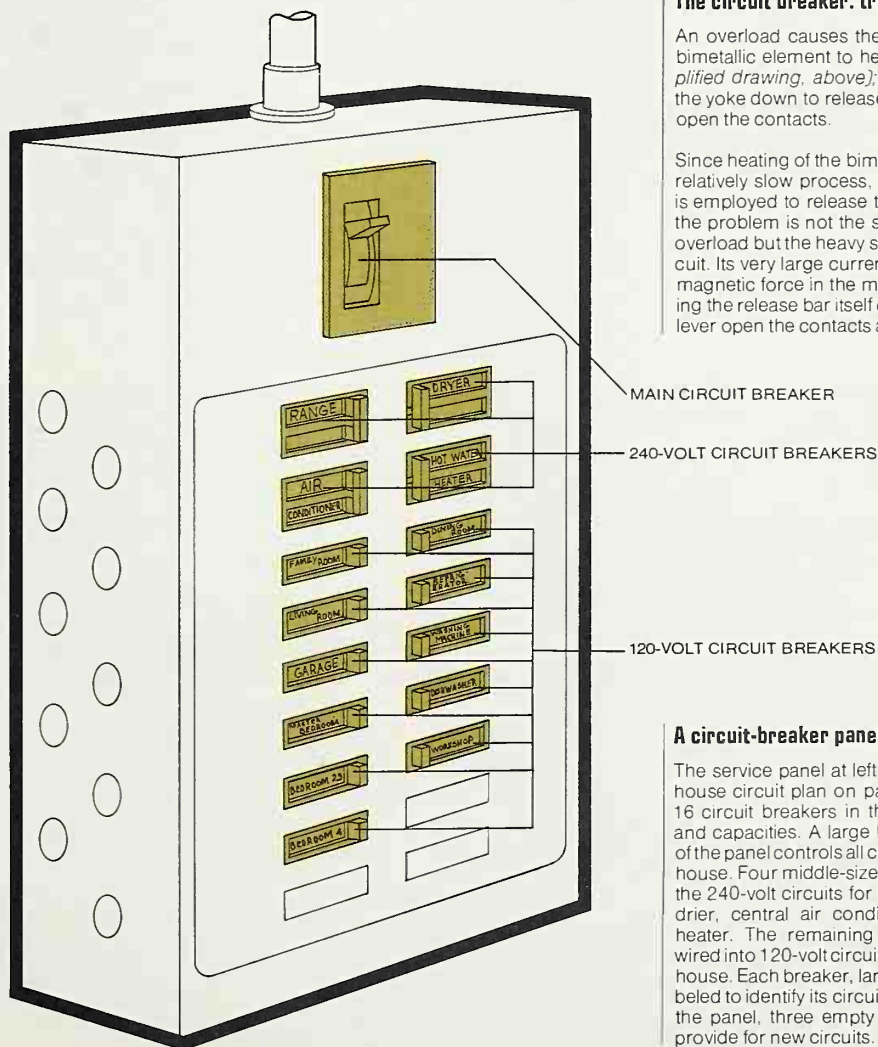 The circuit breaker: tr
An overload causes the
bimetallic element to he
plified drawing, above);
the yoke down to release
open the contacts.
Since heating of the bim
relatively slow process,
is employed to release t
the problem is not the s
overload but the heavy s
cuit. Its very large curren
magnetic force in the m
ing the release bar itself
lever open the contacts a
MAIN CIRCUIT BREAKER
240-VOLT CIRCUIT BREAKERS
120-VOLT CIRCUIT BREAKERS
RANGE
AIR
CONDITIONER
FAMILY ROOM
LIVING ROOM
GARAGE
MASTER
BEDROOM
BEDROOM 2,3
BEDROOM 4
DRYER
HOT WATER
HEATER
DINING
ROOM
REFRIG-
ERATOR
WASHING
MACHINE
DISHWASHER
WORKSHOP
A circuit-breaker pane
The service panel at left
house circuit plan on pa
16 circuit breakers in th
and capacities. A large
of the panel controls all c
house. Four middle-size
the 240-volt circuits for
drier, central air condi
heater. The remaining
wired into 120-volt circui
house. Each breaker, lar
beled to identify its circui
the panel, three empty
provide for new circuits.